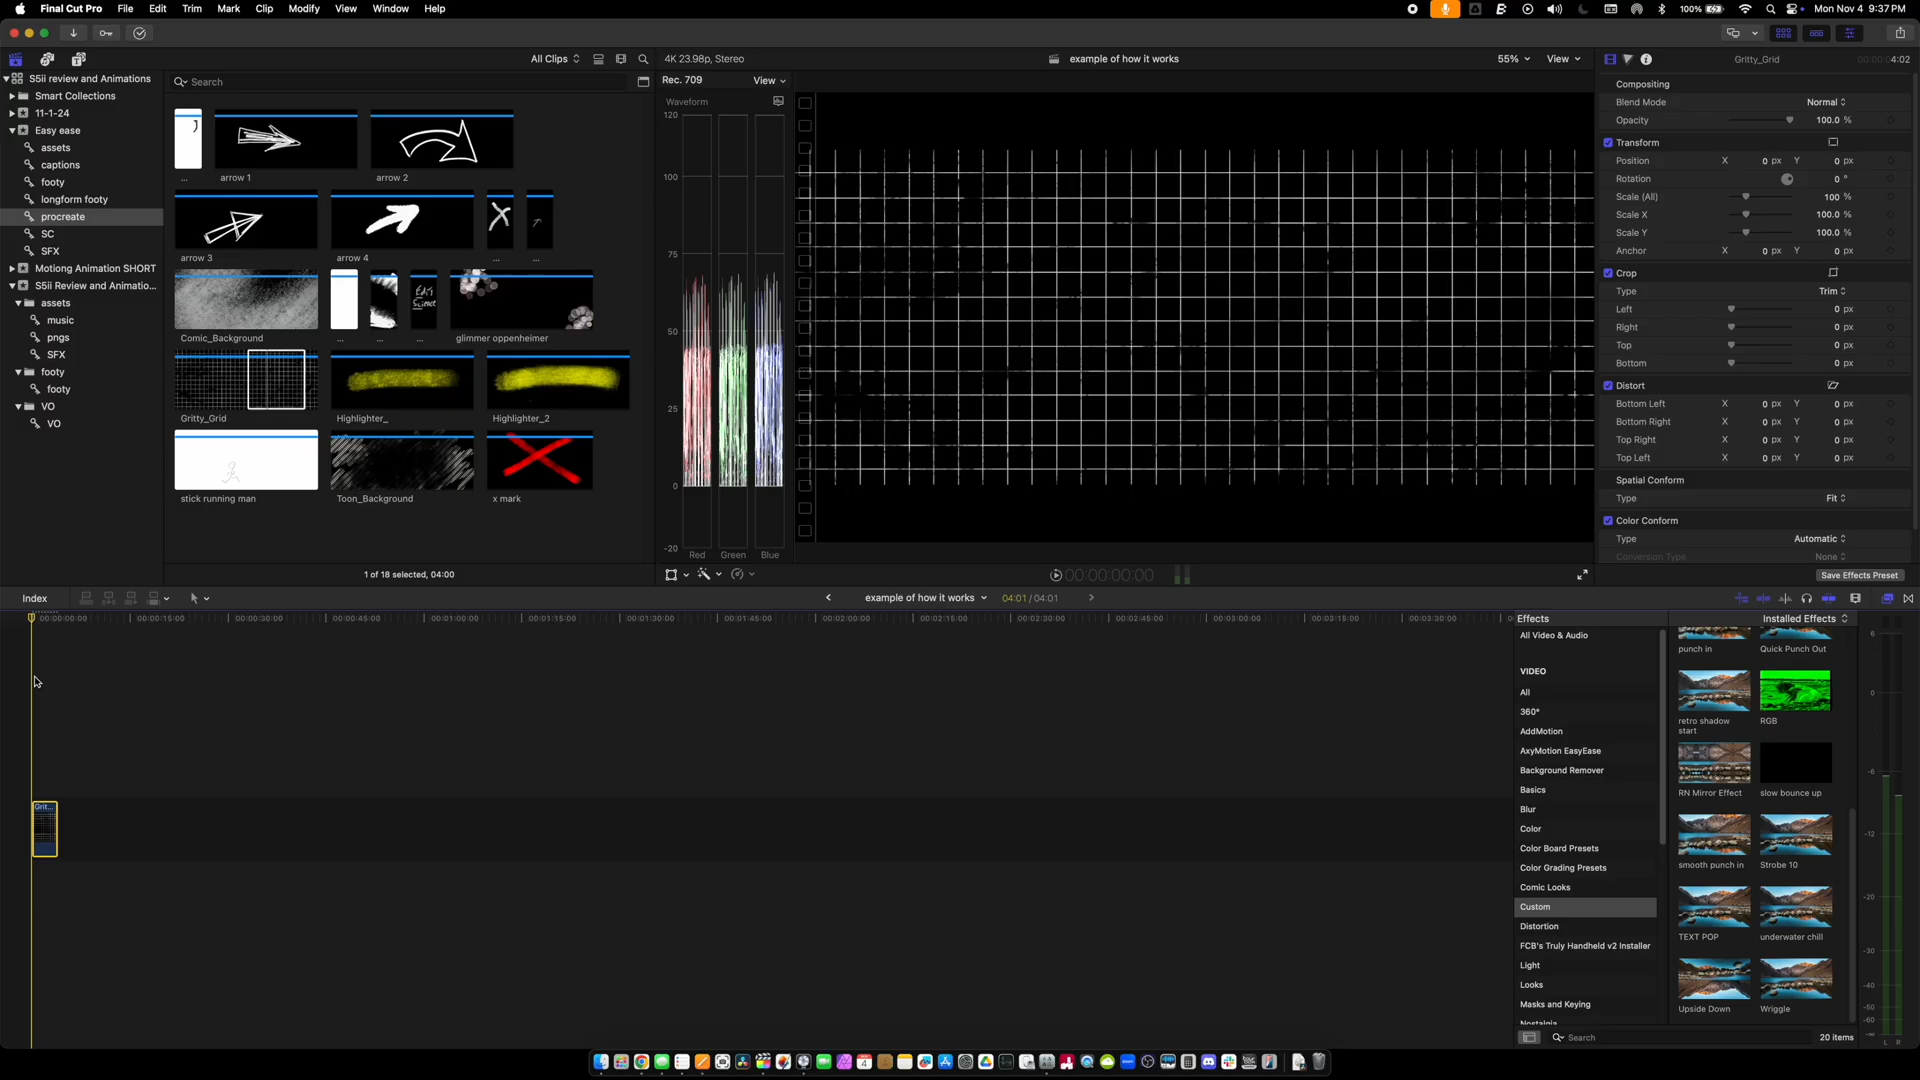 Final Cut Pro File Edit Trim Mark Clip Modify View Window Help 100% Mon Nov 4 9:37 PM
All Clips 4K 23.98p, Stereo example of how it works 55% View Gritty_Grid 4:02
S5ii review and Animations
Smart Collections
11-1-24
Easy ease
assets
captions
footy
longform footy
procreate
SC
SFX
Motiong Animation SHORT
S5ii Review and Animatio...
assets
music
pngs
SFX
footy
footy
VO
VO
Search
... arrow 1 arrow 2
arrow 3 arrow 4 ... ...
Edit
Science
Comic_Background ... ... ... glimmer oppenheimer
Gritty_Grid Highlighter_ Highlighter_2
stick running man Toon_Background x mark
1 of 18 selected, 04:00
Rec. 709 View
Waveform
120
100
75
50
25
0
-20
Red Green Blue
00:00:00:00
Compositing
Blend Mode Normal
Opacity 100.0 %
Transform
Position X 0 px Y 0 px
Rotation 0 °
Scale (All) 100 %
Scale X 100.0 %
Scale Y 100.0 %
Anchor X 0 px Y 0 px
Crop
Type Trim
Left 0 px
Right 0 px
Top 0 px
Bottom 0 px
Distort
Bottom Left X 0 px Y 0 px
Bottom Right X 0 px Y 0 px
Top Right X 0 px Y 0 px
Top Left X 0 px Y 0 px
Spatial Conform
Type Fit
Color Conform
Type Automatic
Conversion Type None
Save Effects Preset
Index example of how it works 04:01 / 04:01
00:00:00:00 00:00:15:00 00:00:30:00 00:00:45:00 00:01:00:00 00:01:15:00 00:01:30:00 00:01:45:00 00:02:00:00 00:02:15:00 00:02:30:00 00:02:45:00 00:03:00:00 00:03:15:00 00:03:30:00
Grit...
Effects Installed Effects
All Video & Audio
VIDEO
All
360°
AddMotion
AxyMotion EasyEase
Background Remover
Basics
Blur
Color
Color Board Presets
Color Grading Presets
Comic Looks
Custom
Distortion
FCB's Truly Handheld v2 Installer
Light
Looks
Masks and Keying
Nostalgia
punch in Quick Punch Out
retro shadow start RGB
RN Mirror Effect slow bounce up
smooth punch in Strobe 10
TEXT POP underwater chill
Upside Down Wriggle
Search 20 items
6
0
-6
-12
-20
-30
-40
-50
-60
-∞
L R